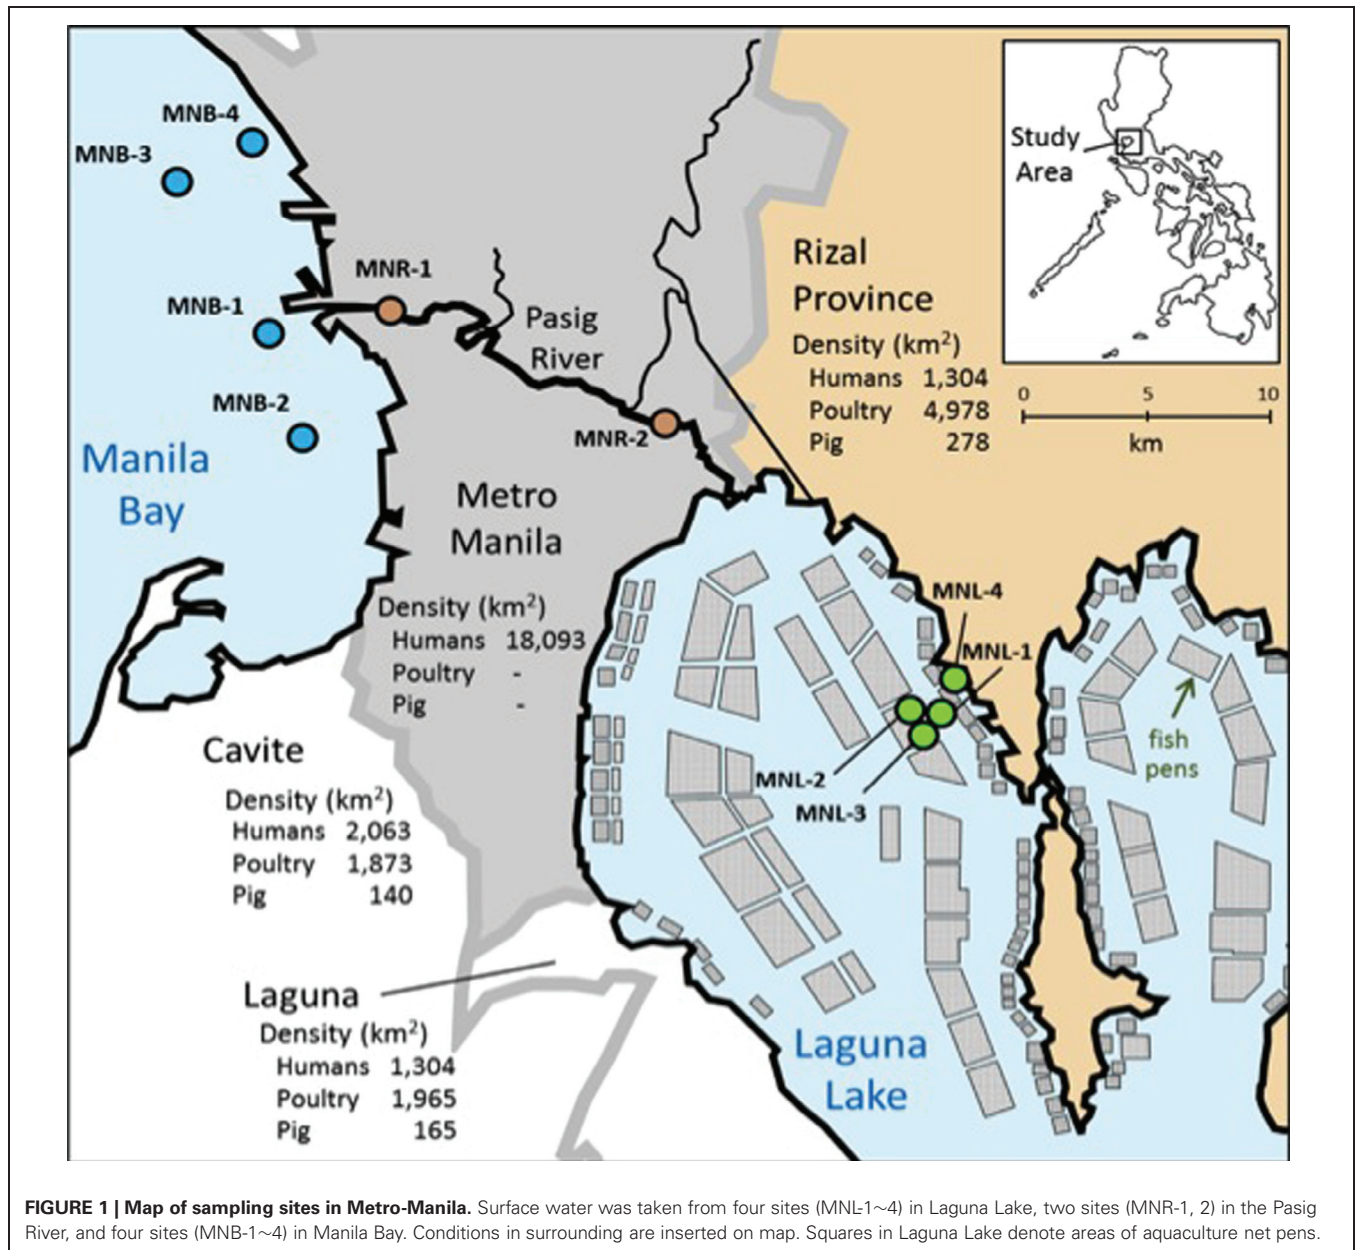 MNB-4
MNB-3
Study
Area
MNR-1
MNB-1
Pasig
River
Rizal
Province
Density (km²)
Humans 1,304
Poultry 4,978
Pig 278
0 5 10
km
MNB-2
MNR-2
Manila
Bay
Metro
Manila
Density (km²)
Humans 18,093
Poultry -
Pig -
MNL-4
MNL-1
MNL-2
MNL-3
fish
pens
Cavite
Density (km²)
Humans 2,063
Poultry 1,873
Pig 140
Laguna
Density (km²)
Humans 1,304
Poultry 1,965
Pig 165
Laguna
Lake
FIGURE 1 | Map of sampling sites in Metro-Manila. Surface water was taken from four sites (MNL-1~4) in Laguna Lake, two sites (MNR-1, 2) in the Pasig
River, and four sites (MNB-1~4) in Manila Bay. Conditions in surrounding are inserted on map. Squares in Laguna Lake denote areas of aquaculture net pens.